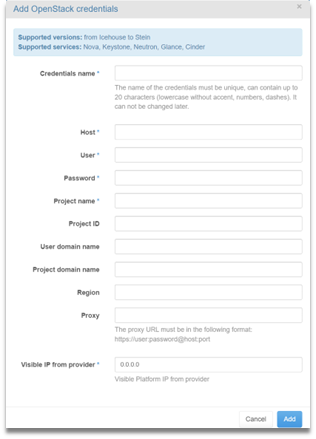 Add OpenStack credentials
×
Supported versions: from Icehouse to Stein
Supported services: Nova, Keystone, Neutron, Glance, Cinder
Credentials name *
The name of the credentials must be unique, can contain up to
20 characters (lowercase without accent, numbers, dashes). It
can not be changed later.
Host *
User *
Password *
Project name *
Project ID
User domain name
Project domain name
Region
Proxy
The proxy URL must be in the following format:
https://user:password@host:port
Visible IP from provider *
0.0.0.0
Visible Platform IP from provider
Cancel
Add